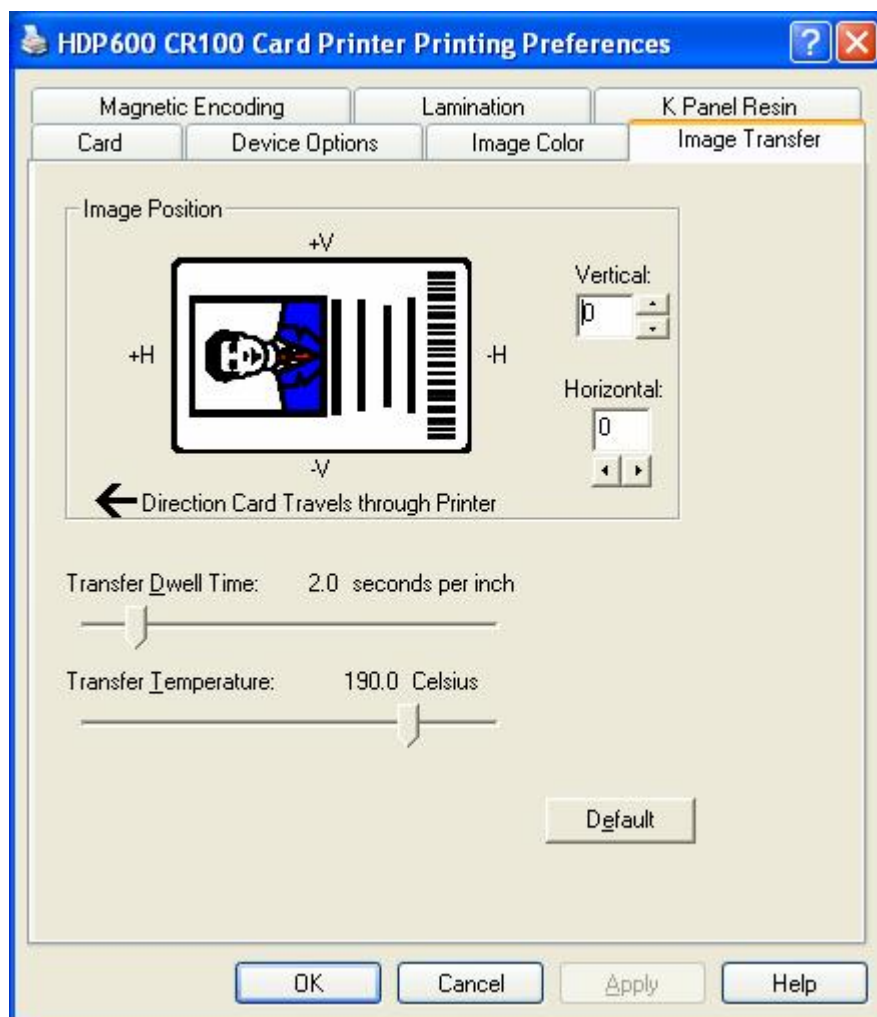 HDP600 CR100 Card Printer Printing Preferences
Magnetic Encoding Lamination K Panel Resin
Card Device Options Image Color Image Transfer
Image Position
+V
Vertical:
0
+H -H
Horizontal:
0
-V
Direction Card Travels through Printer
Transfer Dwell Time: 2.0 seconds per inch
Transfer Temperature: 190.0 Celsius
Default
OK Cancel Apply Help